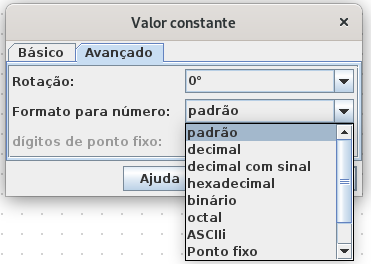 Valor constante
Básico
Avançado
Rotação: 0°
Formato para número: padrão
padrão
decimal
decimal com sinal
hexadecimal
binário
octal
ASCIIi
Ponto fixo
dígitos de ponto fixo:
Ajuda